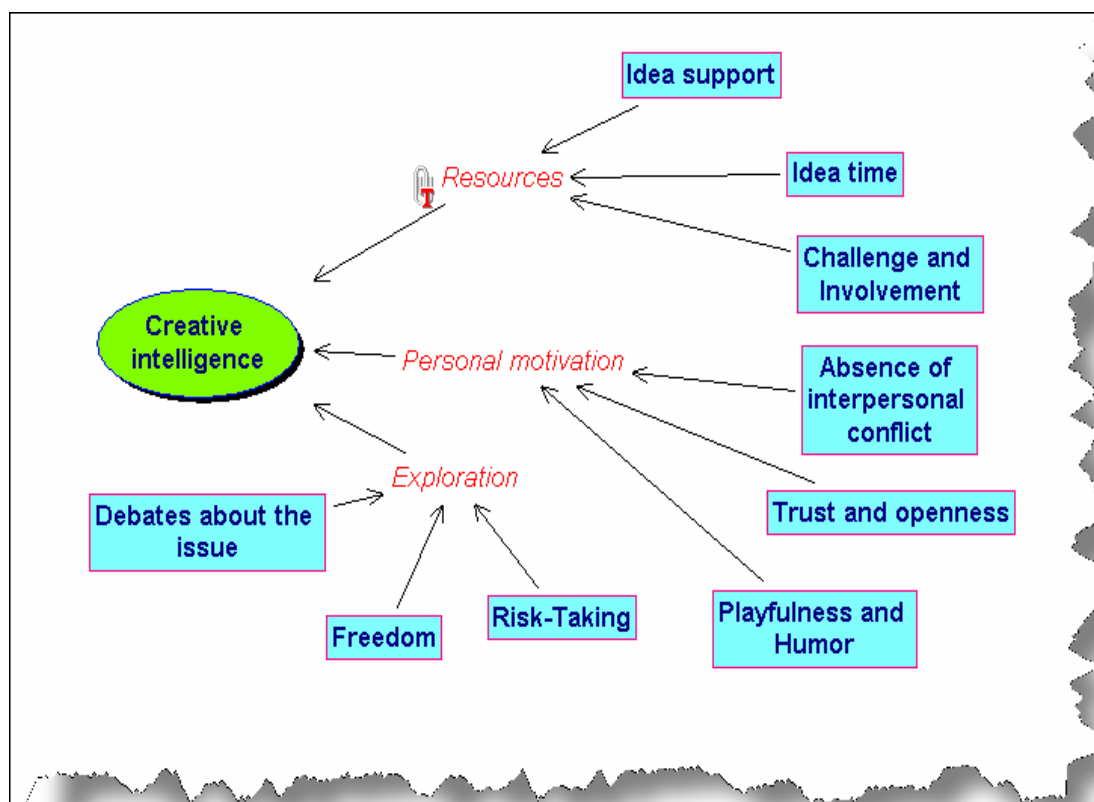 Idea support
Resources
T
Idea time
Challenge and
Involvement
Creative
intelligence
Personal motivation
Absence of
interpersonal
conflict
Exploration
Debates about the
issue
Trust and openness
Freedom
Risk-Taking
Playfulness and
Humor